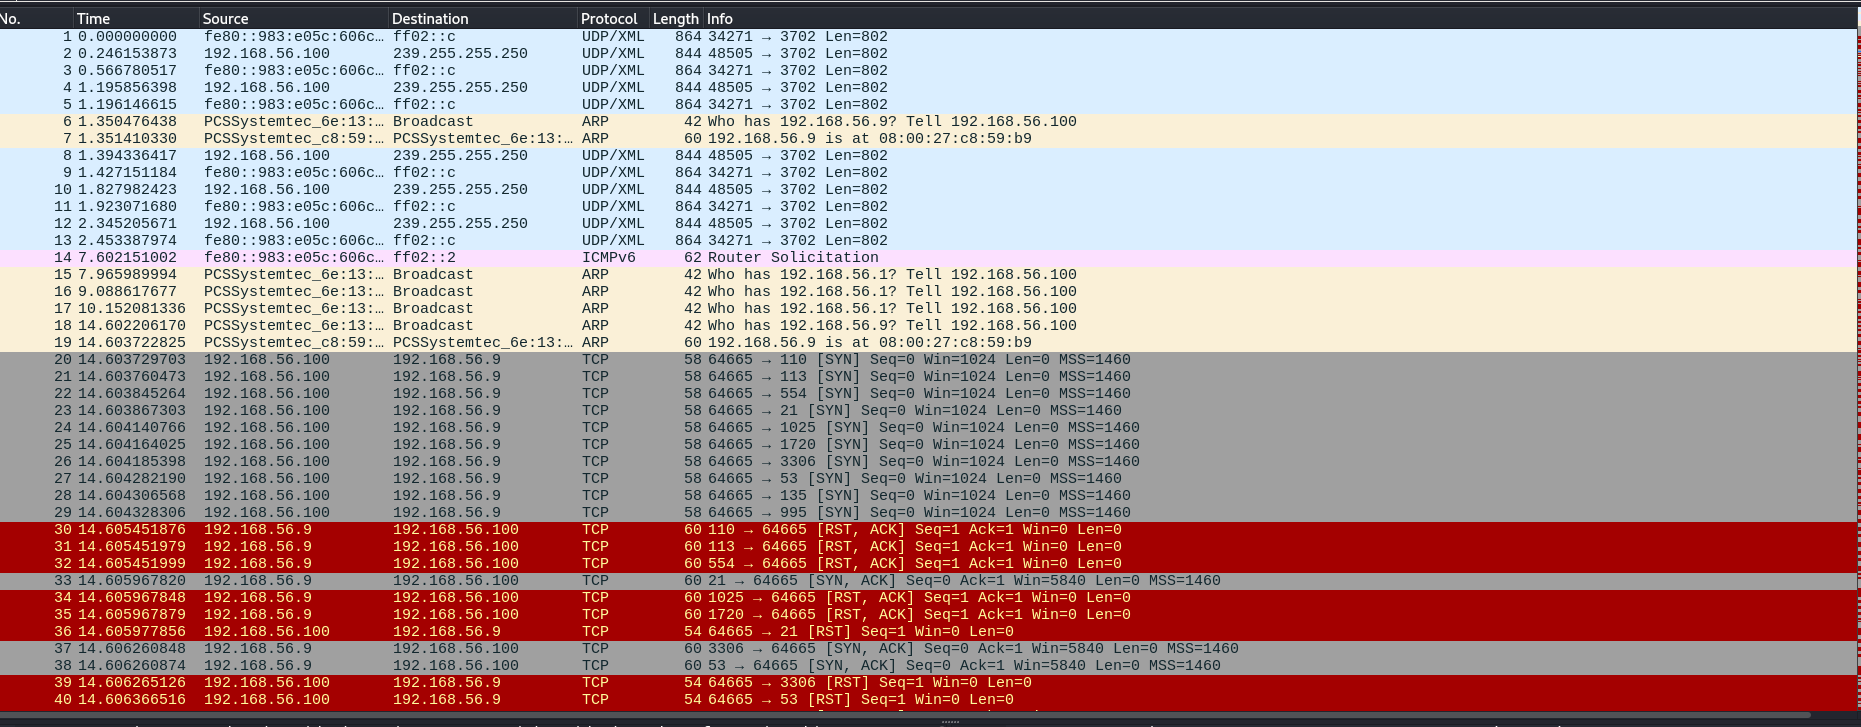 No. Time Source Destination Protocol Length Info
1 0.000000000 fe80::983:e05c:606c… ff02::c UDP/XML 864 34271 → 3702 Len=802
2 0.246153873 192.168.56.100 239.255.255.250 UDP/XML 844 48505 → 3702 Len=802
3 0.566780517 fe80::983:e05c:606c… ff02::c UDP/XML 864 34271 → 3702 Len=802
4 1.195856398 192.168.56.100 239.255.255.250 UDP/XML 844 48505 → 3702 Len=802
5 1.196146615 fe80::983:e05c:606c… ff02::c UDP/XML 864 34271 → 3702 Len=802
6 1.350476438 PCSSystemtec_6e:13:… Broadcast ARP 42 Who has 192.168.56.9? Tell 192.168.56.100
7 1.351410330 PCSSystemtec_c8:59:… PCSSystemtec_6e:13:… ARP 60 192.168.56.9 is at 08:00:27:c8:59:b9
8 1.394336417 192.168.56.100 239.255.255.250 UDP/XML 844 48505 → 3702 Len=802
9 1.427151184 fe80::983:e05c:606c… ff02::c UDP/XML 864 34271 → 3702 Len=802
10 1.827982423 192.168.56.100 239.255.255.250 UDP/XML 844 48505 → 3702 Len=802
11 1.923071680 fe80::983:e05c:606c… ff02::c UDP/XML 864 34271 → 3702 Len=802
12 2.345205671 192.168.56.100 239.255.255.250 UDP/XML 844 48505 → 3702 Len=802
13 2.453387974 fe80::983:e05c:606c… ff02::c UDP/XML 864 34271 → 3702 Len=802
14 7.602151002 fe80::983:e05c:606c… ff02::2 ICMPv6 62 Router Solicitation
15 7.965989994 PCSSystemtec_6e:13:… Broadcast ARP 42 Who has 192.168.56.1? Tell 192.168.56.100
16 9.088617677 PCSSystemtec_6e:13:… Broadcast ARP 42 Who has 192.168.56.1? Tell 192.168.56.100
17 10.152081336 PCSSystemtec_6e:13:… Broadcast ARP 42 Who has 192.168.56.1? Tell 192.168.56.100
18 14.602206170 PCSSystemtec_6e:13:… Broadcast ARP 42 Who has 192.168.56.9? Tell 192.168.56.100
19 14.603722825 PCSSystemtec_c8:59:… PCSSystemtec_6e:13:… ARP 60 192.168.56.9 is at 08:00:27:c8:59:b9
20 14.603729703 192.168.56.100 192.168.56.9 TCP 58 64665 → 110 [SYN] Seq=0 Win=1024 Len=0 MSS=1460
21 14.603760473 192.168.56.100 192.168.56.9 TCP 58 64665 → 113 [SYN] Seq=0 Win=1024 Len=0 MSS=1460
22 14.603845264 192.168.56.100 192.168.56.9 TCP 58 64665 → 554 [SYN] Seq=0 Win=1024 Len=0 MSS=1460
23 14.603867303 192.168.56.100 192.168.56.9 TCP 58 64665 → 21 [SYN] Seq=0 Win=1024 Len=0 MSS=1460
24 14.604140766 192.168.56.100 192.168.56.9 TCP 58 64665 → 1025 [SYN] Seq=0 Win=1024 Len=0 MSS=1460
25 14.604164025 192.168.56.100 192.168.56.9 TCP 58 64665 → 1720 [SYN] Seq=0 Win=1024 Len=0 MSS=1460
26 14.604185398 192.168.56.100 192.168.56.9 TCP 58 64665 → 3306 [SYN] Seq=0 Win=1024 Len=0 MSS=1460
27 14.604282190 192.168.56.100 192.168.56.9 TCP 58 64665 → 53 [SYN] Seq=0 Win=1024 Len=0 MSS=1460
28 14.604306568 192.168.56.100 192.168.56.9 TCP 58 64665 → 135 [SYN] Seq=0 Win=1024 Len=0 MSS=1460
29 14.604328306 192.168.56.100 192.168.56.9 TCP 58 64665 → 995 [SYN] Seq=0 Win=1024 Len=0 MSS=1460
30 14.605451876 192.168.56.9 192.168.56.100 TCP 60 110 → 64665 [RST, ACK] Seq=1 Ack=1 Win=0 Len=0
31 14.605451979 192.168.56.9 192.168.56.100 TCP 60 113 → 64665 [RST, ACK] Seq=1 Ack=1 Win=0 Len=0
32 14.605451999 192.168.56.9 192.168.56.100 TCP 60 554 → 64665 [RST, ACK] Seq=1 Ack=1 Win=0 Len=0
33 14.605967820 192.168.56.9 192.168.56.100 TCP 60 21 → 64665 [SYN, ACK] Seq=0 Ack=1 Win=5840 Len=0 MSS=1460
34 14.605967848 192.168.56.9 192.168.56.100 TCP 60 1025 → 64665 [RST, ACK] Seq=1 Ack=1 Win=0 Len=0
35 14.605967879 192.168.56.9 192.168.56.100 TCP 60 1720 → 64665 [RST, ACK] Seq=1 Ack=1 Win=0 Len=0
36 14.605977856 192.168.56.100 192.168.56.9 TCP 54 64665 → 21 [RST] Seq=1 Win=0 Len=0
37 14.606260848 192.168.56.9 192.168.56.100 TCP 60 3306 → 64665 [SYN, ACK] Seq=0 Ack=1 Win=5840 Len=0 MSS=1460
38 14.606260874 192.168.56.9 192.168.56.100 TCP 60 53 → 64665 [SYN, ACK] Seq=0 Ack=1 Win=5840 Len=0 MSS=1460
39 14.606265126 192.168.56.100 192.168.56.9 TCP 54 64665 → 3306 [RST] Seq=1 Win=0 Len=0
40 14.606366516 192.168.56.100 192.168.56.9 TCP 54 64665 → 53 [RST] Seq=1 Win=0 Len=0